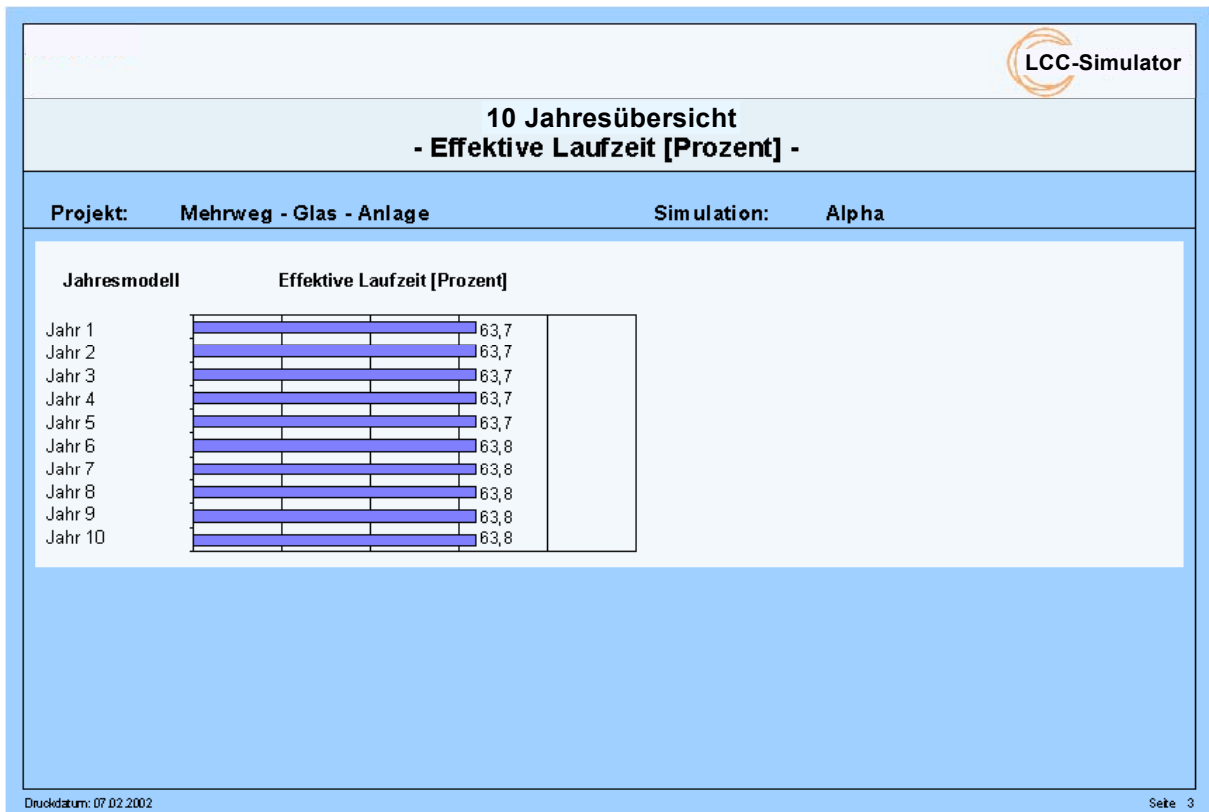 LCC-Simulator
10 Jahresübersicht
- Effektive Laufzeit [Prozent] -
Projekt: Mehrweg - Glas - Anlage Simulation: Alpha
Jahresmodell Effektive Laufzeit [Prozent]
Jahr 1 63,7
Jahr 2 63,7
Jahr 3 63,7
Jahr 4 63,7
Jahr 5 63,7
Jahr 6 63,8
Jahr 7 63,8
Jahr 8 63,8
Jahr 9 63,8
Jahr 10 63,8
Druckdatum: 07.02.2002 Seite 3